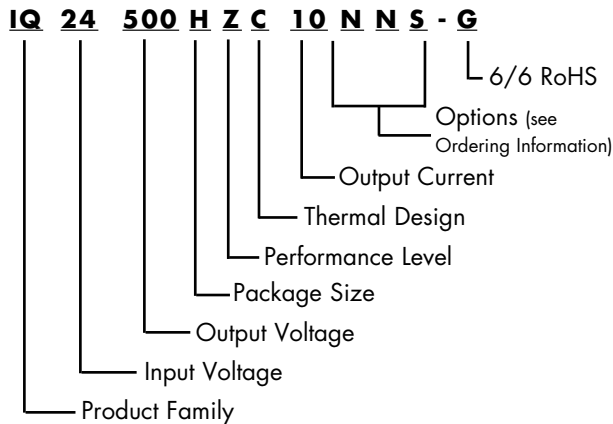 IQ 24 500 H Z C 10 N N S - G
6/6 RoHS
Options (see
Ordering Information)
Output Current
Thermal Design
Performance Level
Package Size
Output Voltage
Input Voltage
Product Family